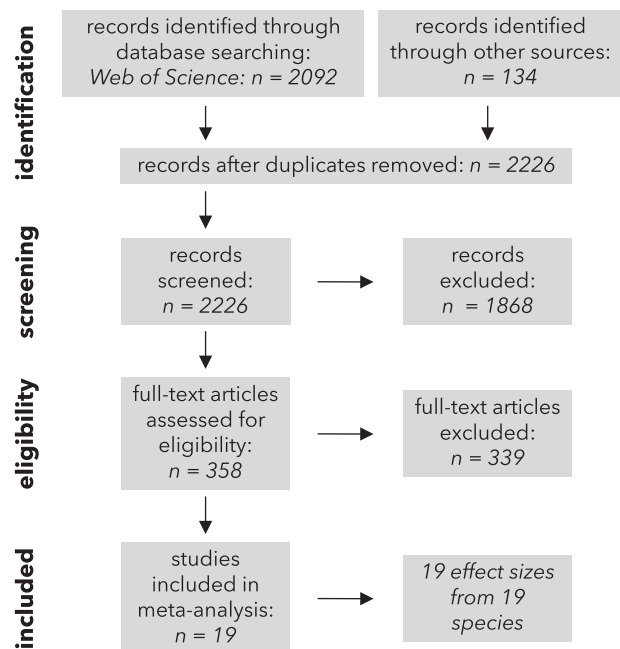 identification
records identified through
database searching:
Web of Science: n = 2092
records identified
through other sources:
n = 134
records after duplicates removed: n = 2226
screening
records
screened:
n = 2226
records
excluded:
n = 1868
eligibility
full-text articles
assessed for
eligibility:
n = 358
full-text articles
excluded:
n = 339
included
studies
included in
meta-analysis:
n = 19
19 effect sizes
from 19
species